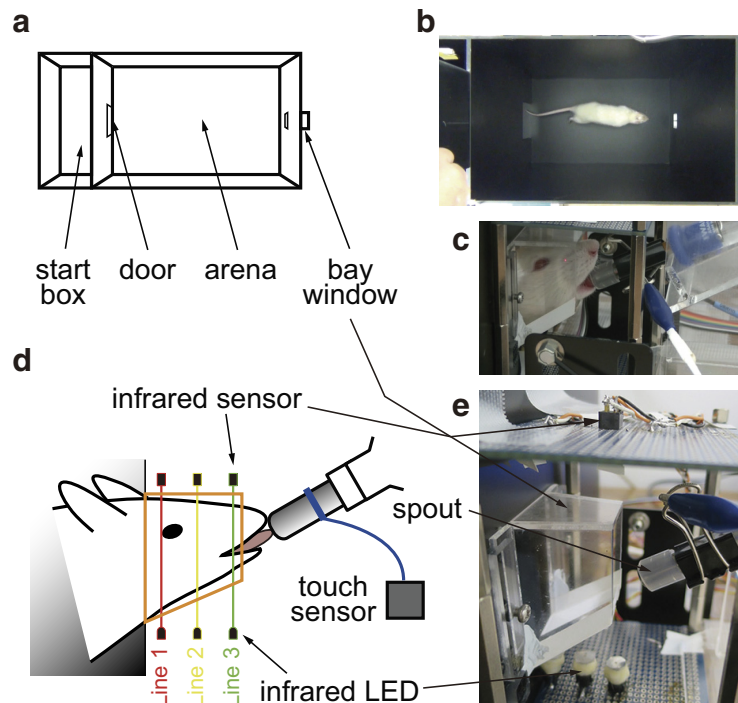 a
b
start
box
door
arena
bay
window
c
d
infrared sensor
e
spout
touch
sensor
Line 1
Line 2
Line 3
infrared LED